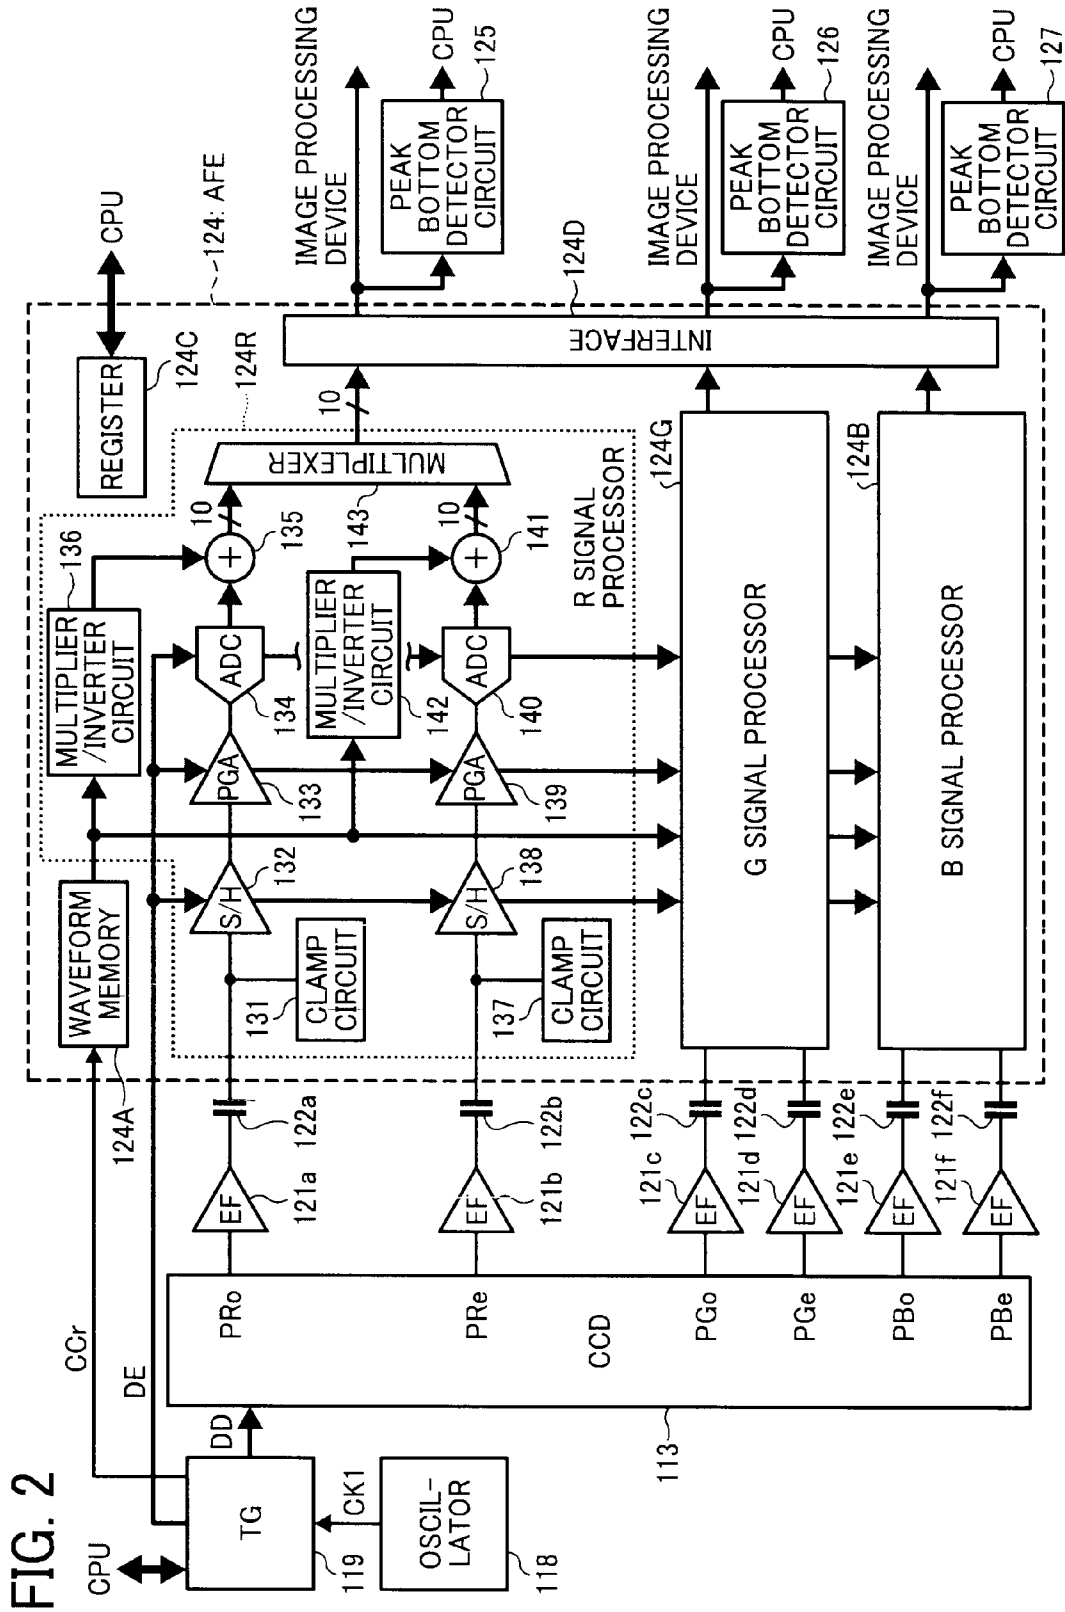 FIG. 2
CPU
TG
119
CK1
OSCIL-
LATOR
118
CCr
DE
DD
CCD
113
PRo
PRe
PGo
PGe
PBo
PBe
EF
121a
EF
121b
EF
121c
EF
121d
EF
121e
EF
121f
122a
122b
122c
122d
122e
122f
124: AFE
WAVEFORM
MEMORY
124A
CLAMP
CIRCUIT
131
S/H
132
PGA
133
ADC
134
+
135
MULTIPLIER
/INVERTER
CIRCUIT
136
10
CLAMP
CIRCUIT
137
S/H
138
PGA
139
ADC
140
+
141
MULTIPLIER
/INVERTER
CIRCUIT
142
10
MULTIPLEXER
143
10
R SIGNAL
PROCESSOR
124R
REGISTER
124C
CPU
G SIGNAL PROCESSOR
124G
B SIGNAL PROCESSOR
124B
INTERFACE
124D
IMAGE PROCESSING
DEVICE
PEAK
BOTTOM
DETECTOR
CIRCUIT
CPU
125
IMAGE PROCESSING
DEVICE
PEAK
BOTTOM
DETECTOR
CIRCUIT
CPU
126
IMAGE PROCESSING
DEVICE
PEAK
BOTTOM
DETECTOR
CIRCUIT
CPU
127